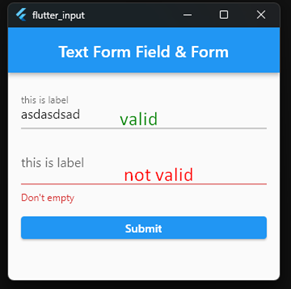 flutter_input
Text Form Field & Form
this is label
asdasdsad
valid
this is label
not valid
Don't empty
Submit